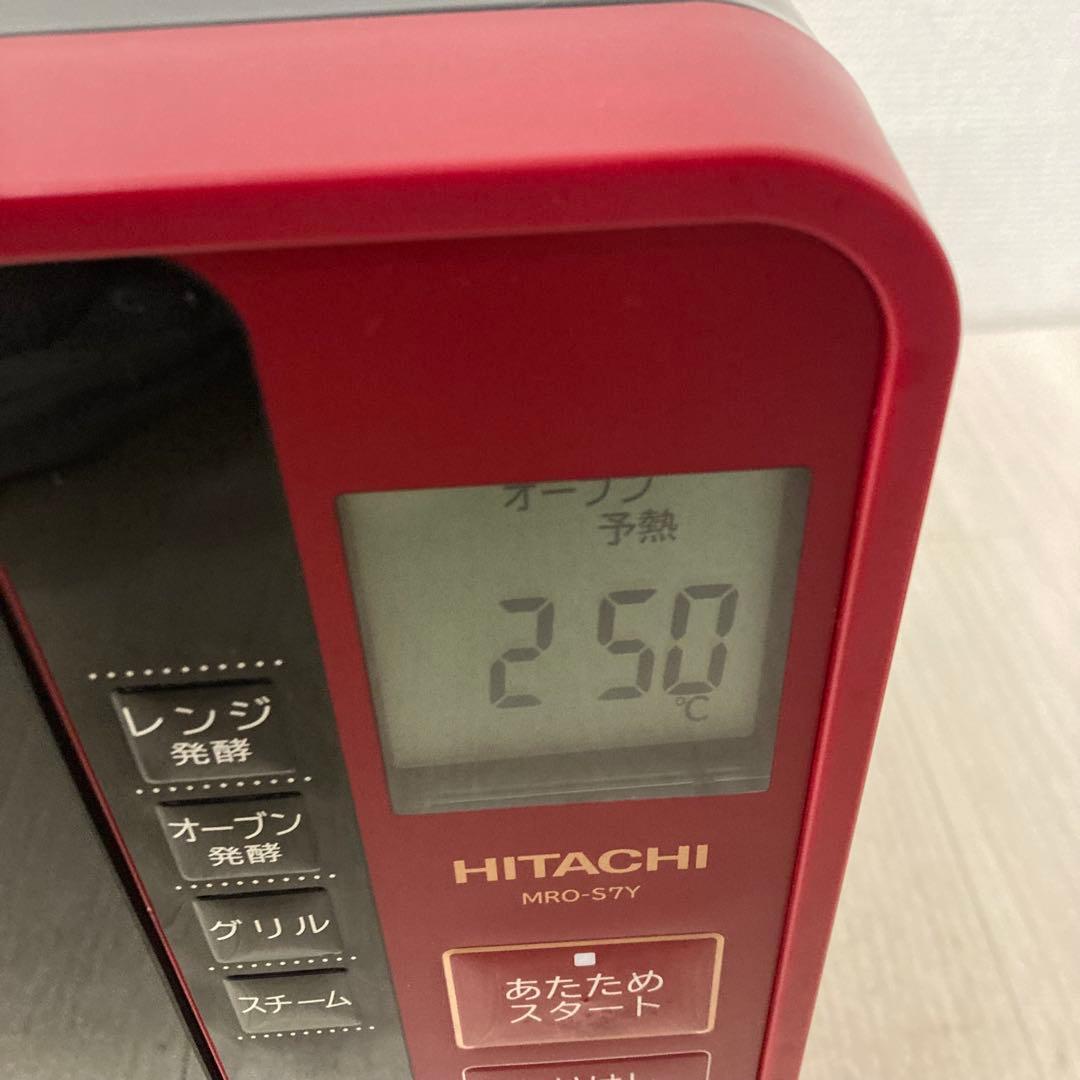 オーブン
予熱
250
℃
レンジ
発酵
オーブン
発酵
グリル
スチーム
HITACHI
MRO-S7Y
あたため
スタート